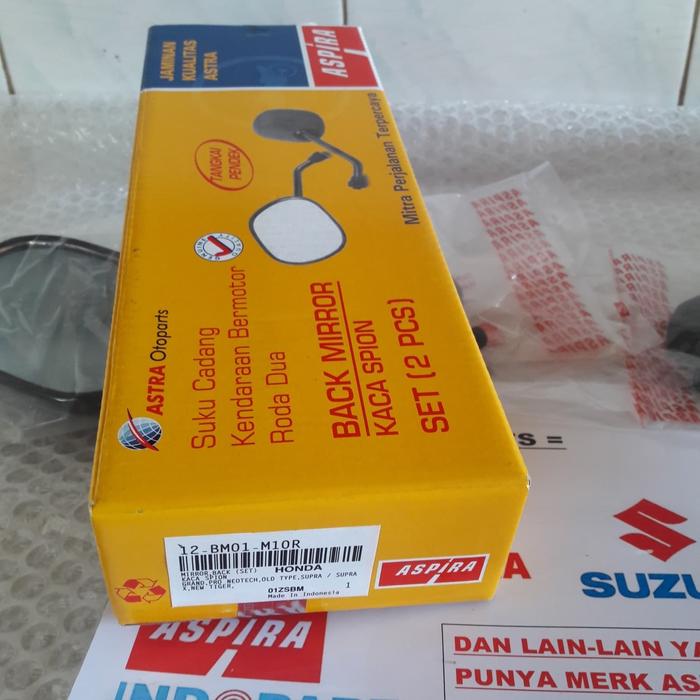 JAMINAN
KUALITAS
ASTRA
ASPIRA
TANGKAI
PENDEK
Mitra Perjalanan Terpercaya
ASTRA Otoparts
Suku Cadang
Kendaraan Bermotor
Roda Dua
BACK MIRROR
KACA SPION
SET (2 PCS)
12-BM01-M10R
MIRROR,BACK (SET) HONDA
KACA SPION
GRAND,PRO,NEOTECH,OLD TYPE,SUPRA / SUPRA
X,NEW TIGER,
01ZSBM 1
Made In Indonesia
ASPIRA
ASPIRA
S =
A
SUZU
DAN LAIN-LAIN YA
PUNYA MERK AS